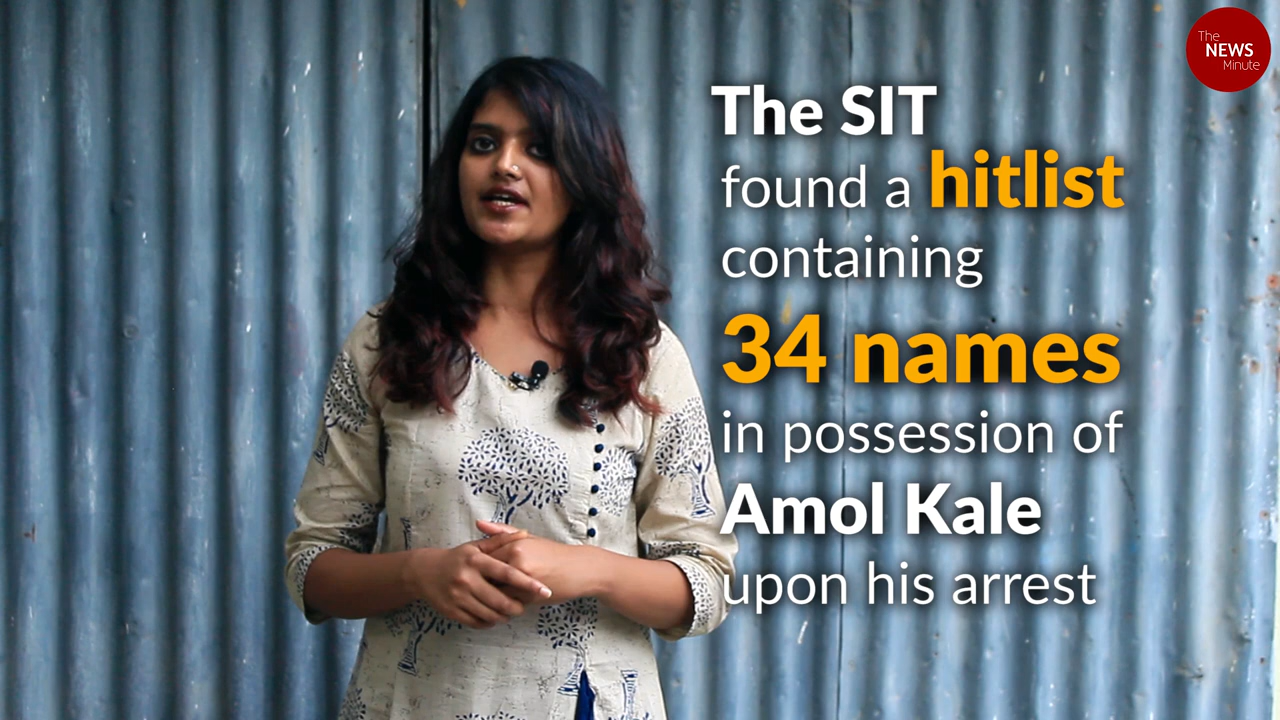 The
NEWS
Minute
The SIT
found a hitlist
containing
34 names
in possession of
Amol Kale
upon his arrest